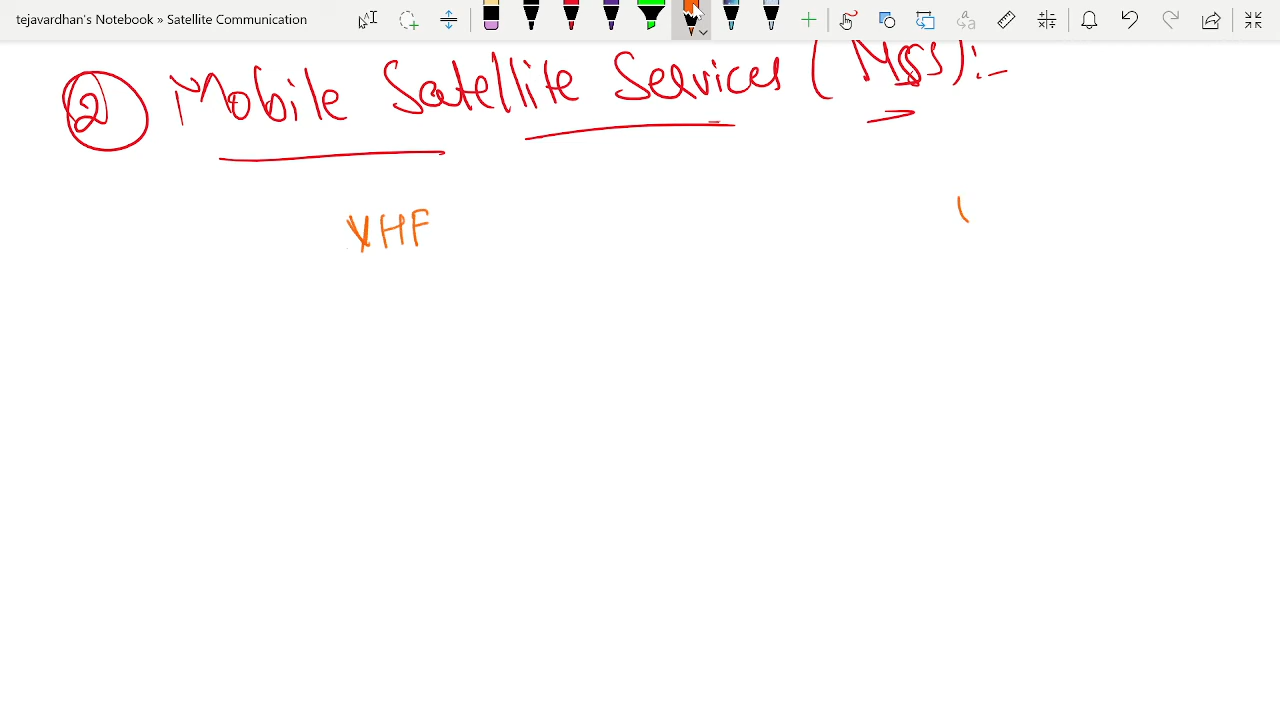 tejavardhan's Notebook » Satellite Communication
② Mobile Satellite Services (MSS):-
VHF